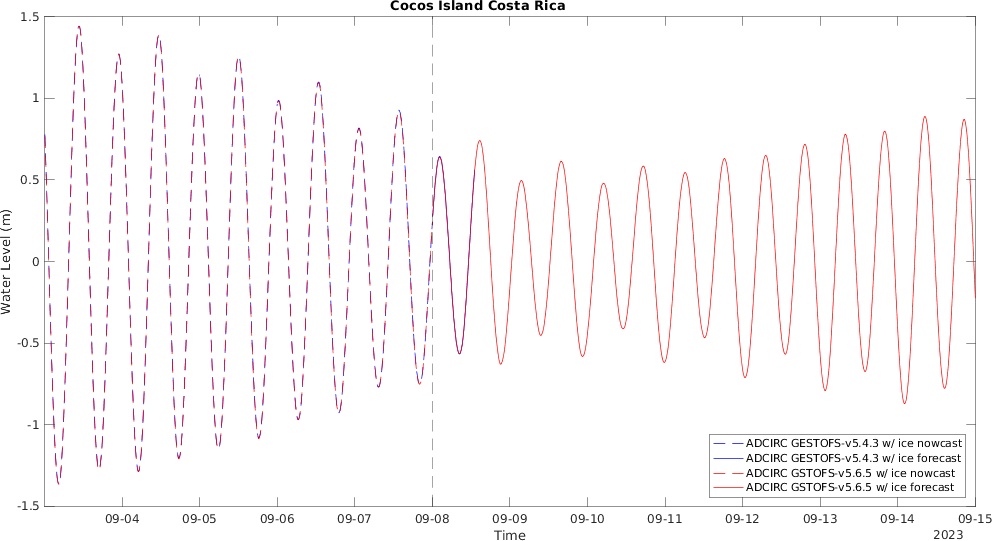 Cocos Island Costa Rica
1.5
1
0.5
0
-0.5
-1
-1.5
Water Level (m)
ADCIRC GESTOFS-v5.4.3 w/ ice nowcast
ADCIRC GESTOFS-v5.4.3 w/ ice forecast
ADCIRC GSTOFS-v5.6.5 w/ ice nowcast
ADCIRC GSTOFS-v5.6.5 w/ ice forecast
09-04 09-05 09-06 09-07 09-08 09-09 09-10 09-11 09-12 09-13 09-14 09-15
Time
2023